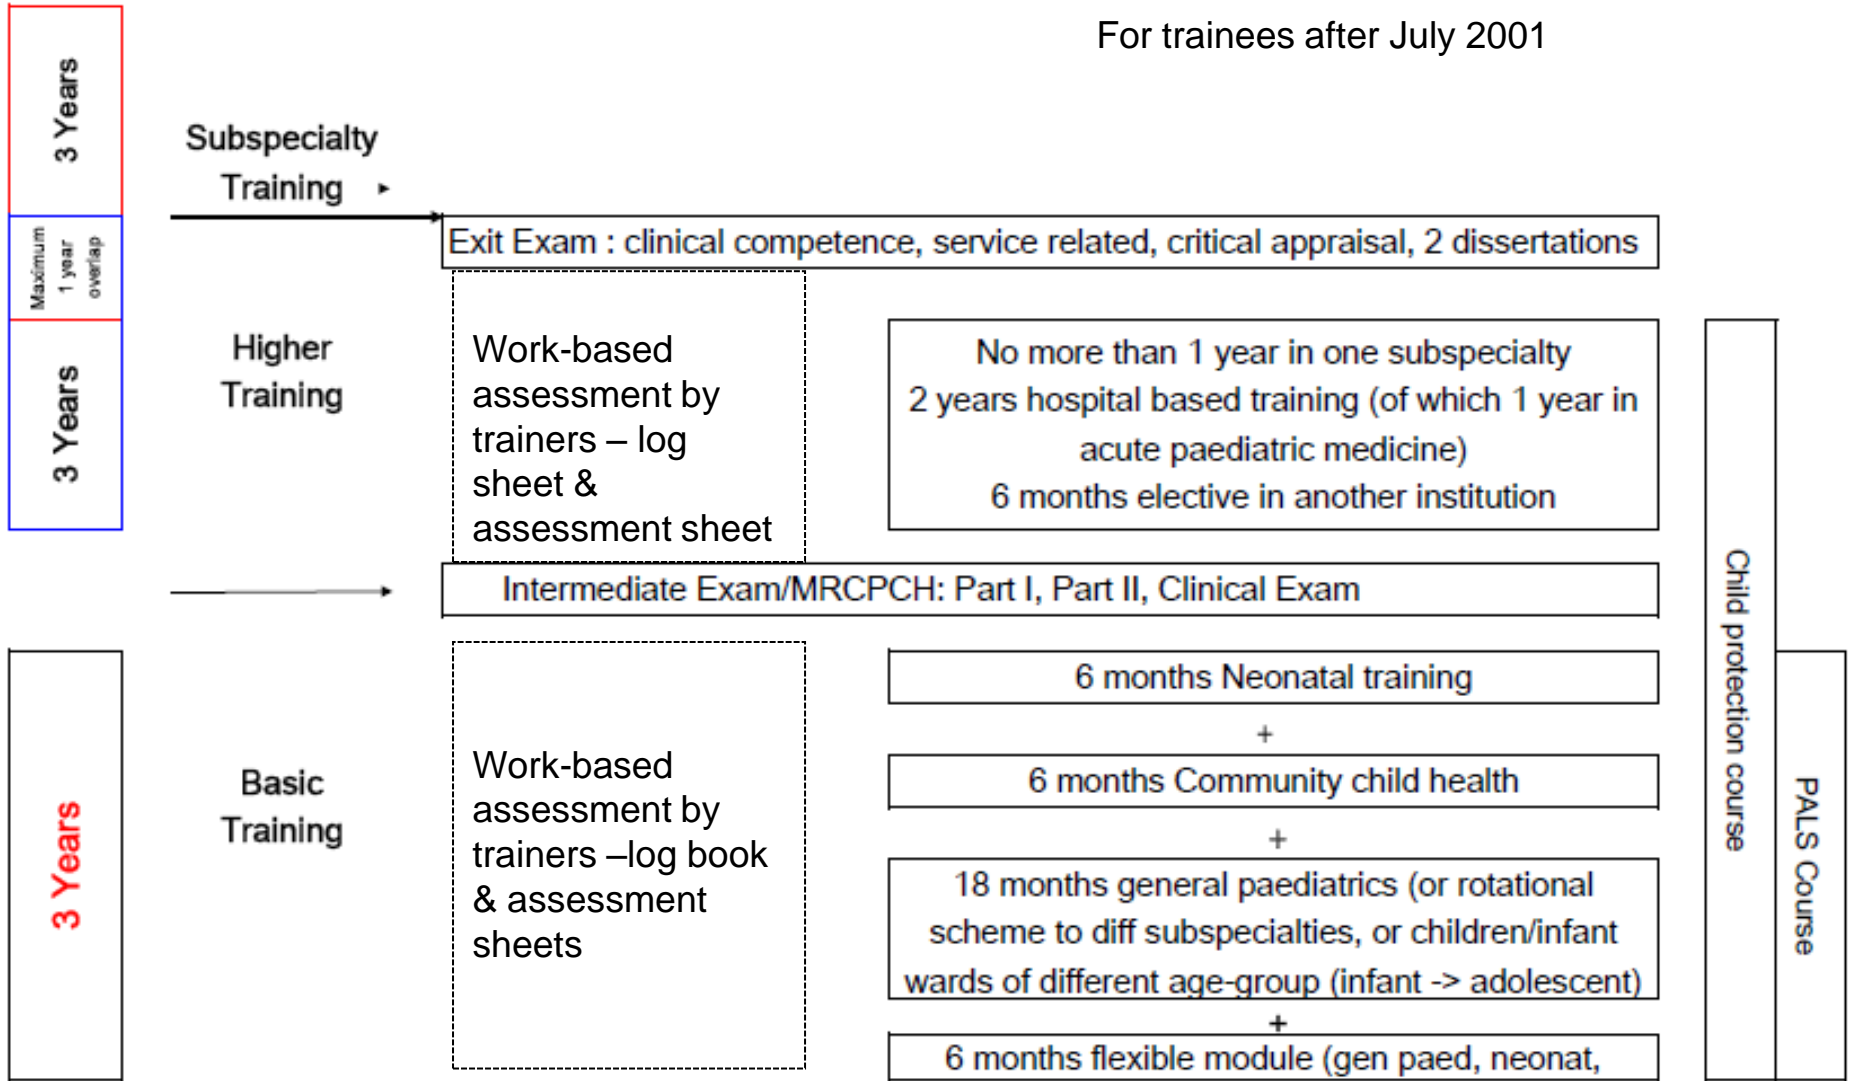 For trainees after July 2001
3 Years
Subspecialty
Training
Maximum
1 year
overlap
Exit Exam : clinical competence, service related, critical appraisal, 2 dissertations
3 Years
Higher
Training
Work-based
assessment by
trainers – log
sheet &
assessment sheet
No more than 1 year in one subspecialty
2 years hospital based training (of which 1 year in
acute paediatric medicine)
6 months elective in another institution
Intermediate Exam/MRCPCH: Part I, Part II, Clinical Exam
3 Years
Basic
Training
Work-based
assessment by
trainers –log book
& assessment
sheets
6 months Neonatal training
+
6 months Community child health
+
18 months general paediatrics (or rotational
scheme to diff subspecialties, or children/infant
wards of different age-group (infant -> adolescent)
+
6 months flexible module (gen paed, neonat,
Child protection course
PALS Course